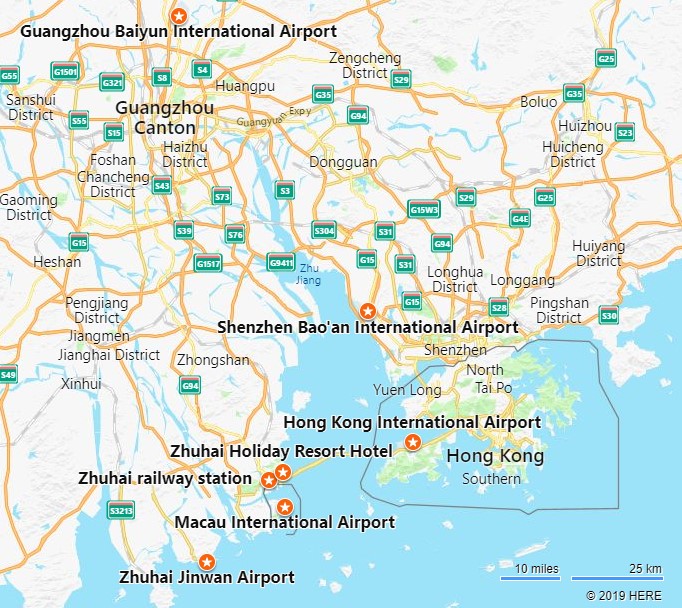 Guangzhou Baiyun International Airport
Zengcheng
District
G25
G55
G1501
G321
S8
S4
S29
Huangpu
G35
G35
Sanshui
District
Guangzhou
Canton
Guangyuan Expy
G94
Boluo
S55
S15
Haizhu
District
Huizhou
S23
Huicheng
District
Foshan
Chancheng
District
Dongguan
S43
S73
S3
G15W3
S29
G25
Gaoming
District
G4E
S39
S76
S304
S31
G15
G94
Huiyang
District
Heshan
G1517
G9411
Zhu
Jiang
G15
S31
Longhua
District
Longgang
Pengjiang
District
G15
S28
Pingshan
District
S30
Shenzhen Bao'an International Airport
Jiangmen
Jianghai District
Shenzhen
Zhongshan
S49
Xinhui
G94
Yuen Long
North
Tai Po
Hong Kong International Airport
Zhuhai Holiday Resort Hotel
Hong Kong
Zhuhai railway station
Southern
S3213
Macau International Airport
Zhuhai Jinwan Airport
10 miles
25 km
© 2019 HERE